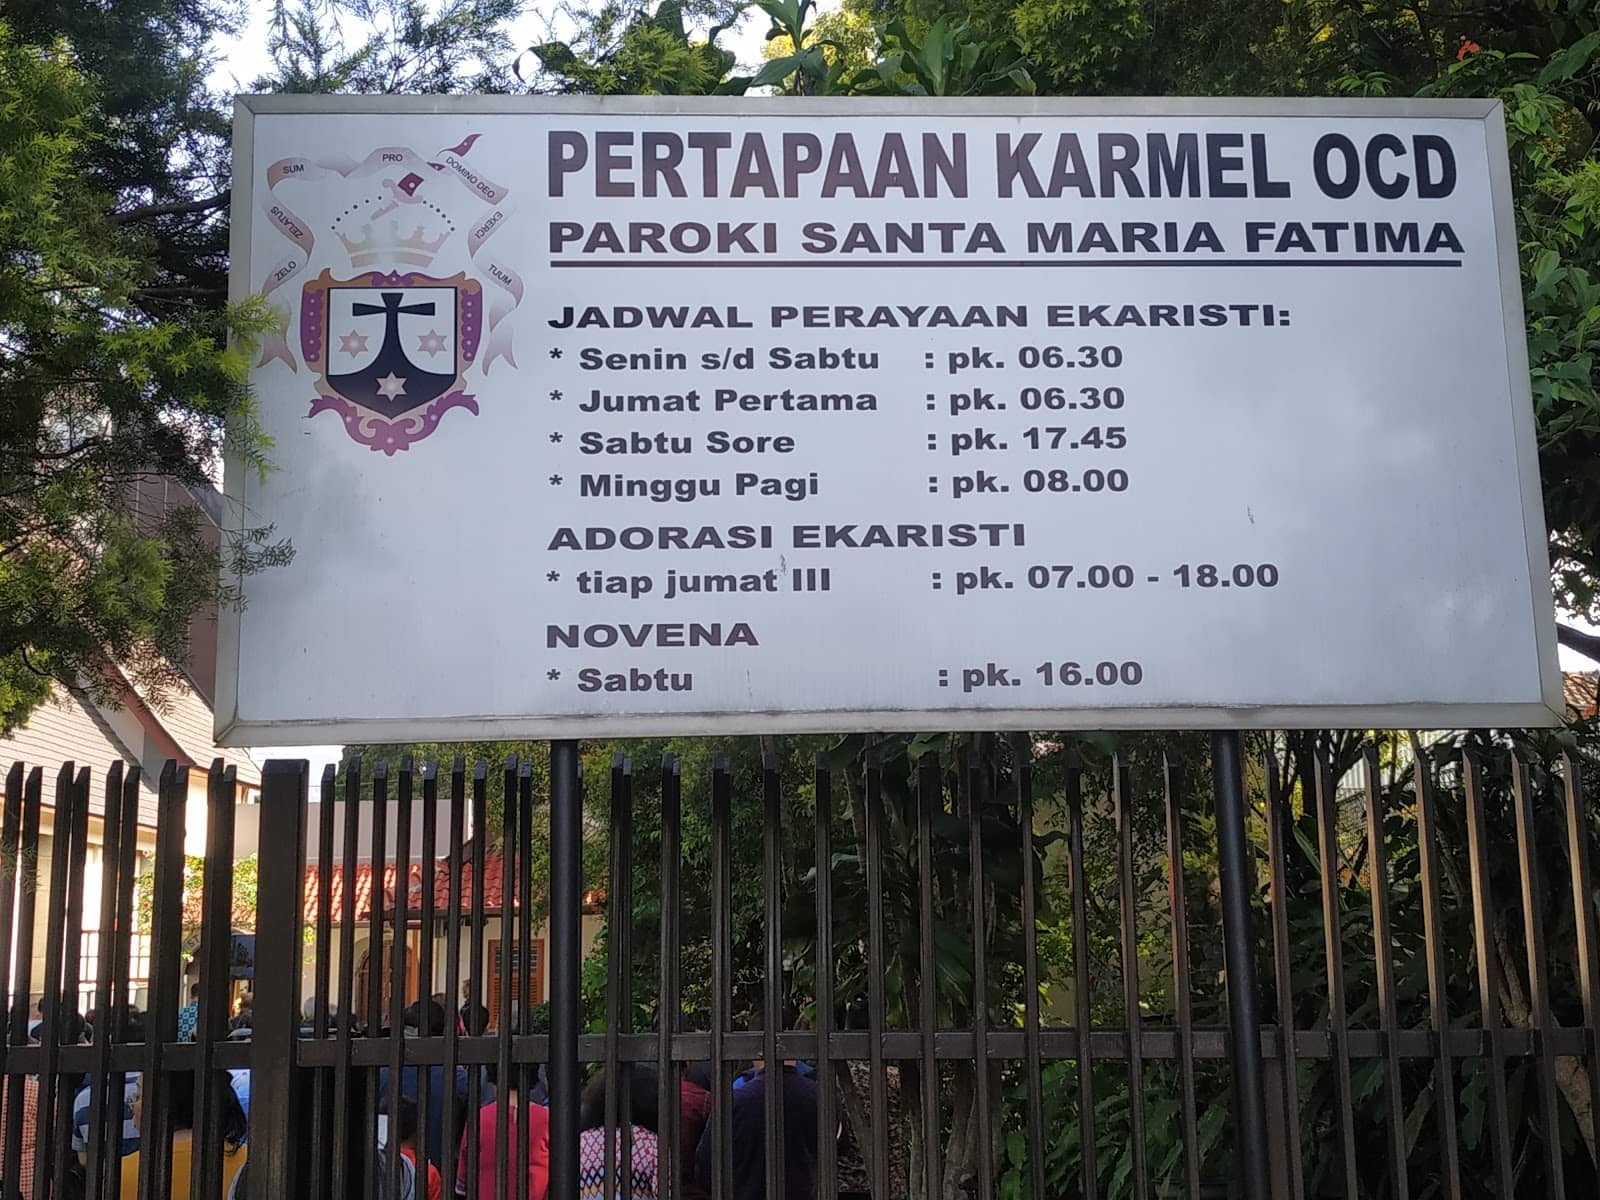 ZELO ZELATUS SUM PRO DOMINO DEO EXERCITUUM
PERTAPAAN KARMEL OCD
PAROKI SANTA MARIA FATIMA
JADWAL PERAYAAN EKARISTI:
* Senin s/d Sabtu : pk. 06.30
* Jumat Pertama : pk. 06.30
* Sabtu Sore : pk. 17.45
* Minggu Pagi : pk. 08.00
ADORASI EKARISTI
* tiap jumat III : pk. 07.00 - 18.00
NOVENA
* Sabtu : pk. 16.00